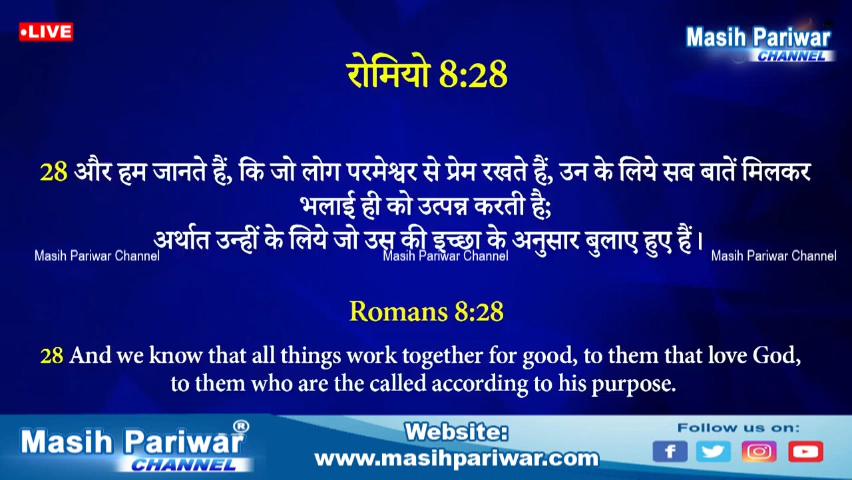 LIVE
Masih Pariwar
CHANNEL
रोमियो 8:28
28 और हम जानते हैं, कि जो लोग परमेश्वर से प्रेम रखते हैं, उन के लिये सब बातें मिलकर
भलाई ही को उत्पन्न करती है;
अर्थात उन्हीं के लिये जो उस की इच्छा के अनुसार बुलाए हुए हैं।
Masih Pariwar Channel Masih Pariwar Channel Masih Pariwar Channel
Romans 8:28
28 And we know that all things work together for good, to them that love God,
to them who are the called according to his purpose.
Masih Pariwar®
CHANNEL
Website:
www.masihpariwar.com
Follow us on: